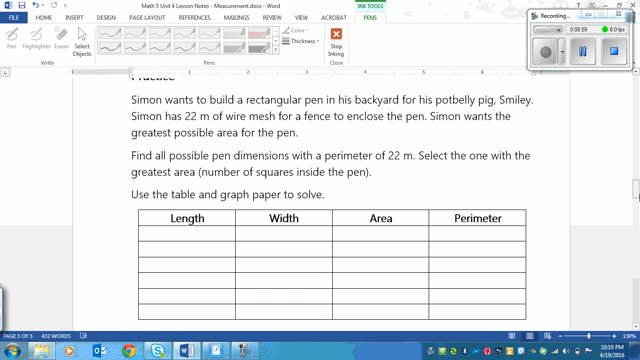 Math 5 Unit 4 Lesson Notes - Measurement.docx - Word
INK TOOLS
FILE HOME INSERT DESIGN PAGE LAYOUT REFERENCES MAILINGS REVIEW VIEW ACROBAT PENS
Pen Highlighter Eraser Select Objects
Color
Thickness
Stop Inking
Write Pens Close
Recording...
0:08:59 8.0 fps
Practice
Simon wants to build a rectangular pen in his backyard for his potbelly pig, Smiley.
Simon has 22 m of wire mesh for a fence to enclose the pen. Simon wants the
greatest possible area for the pen.
Find all possible pen dimensions with a perimeter of 22 m. Select the one with the
greatest area (number of squares inside the pen).
Use the table and graph paper to solve.
Length Width Area Perimeter
PAGE 3 OF 5 432 WORDS
130%
10:10 PM
4/19/2016